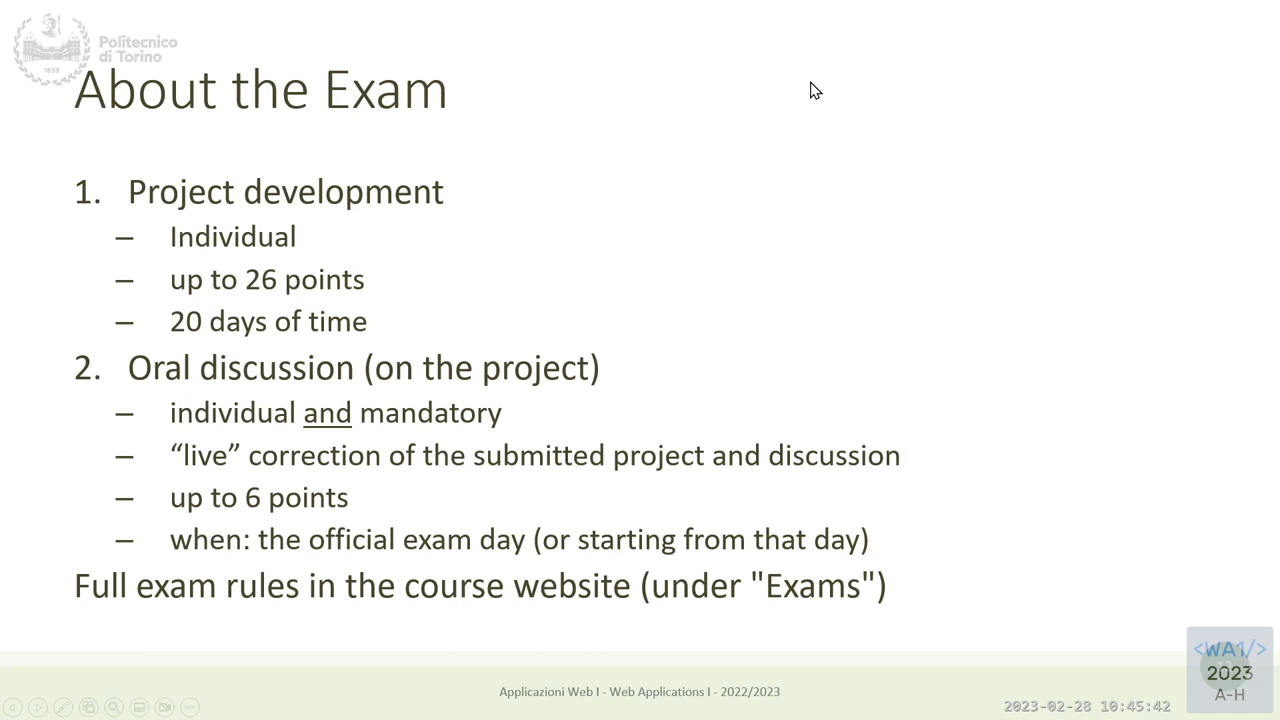 Politecnico
di Torino
1859
About the Exam
1. Project development
– Individual
– up to 26 points
– 20 days of time
2. Oral discussion (on the project)
– individual and mandatory
– “live” correction of the submitted project and discussion
– up to 6 points
– when: the official exam day (or starting from that day)
Full exam rules in the course website (under "Exams")
<WA1/>
2023
A-H
Applicazioni Web I - Web Applications I - 2022/2023
2023-02-28 10:45:42